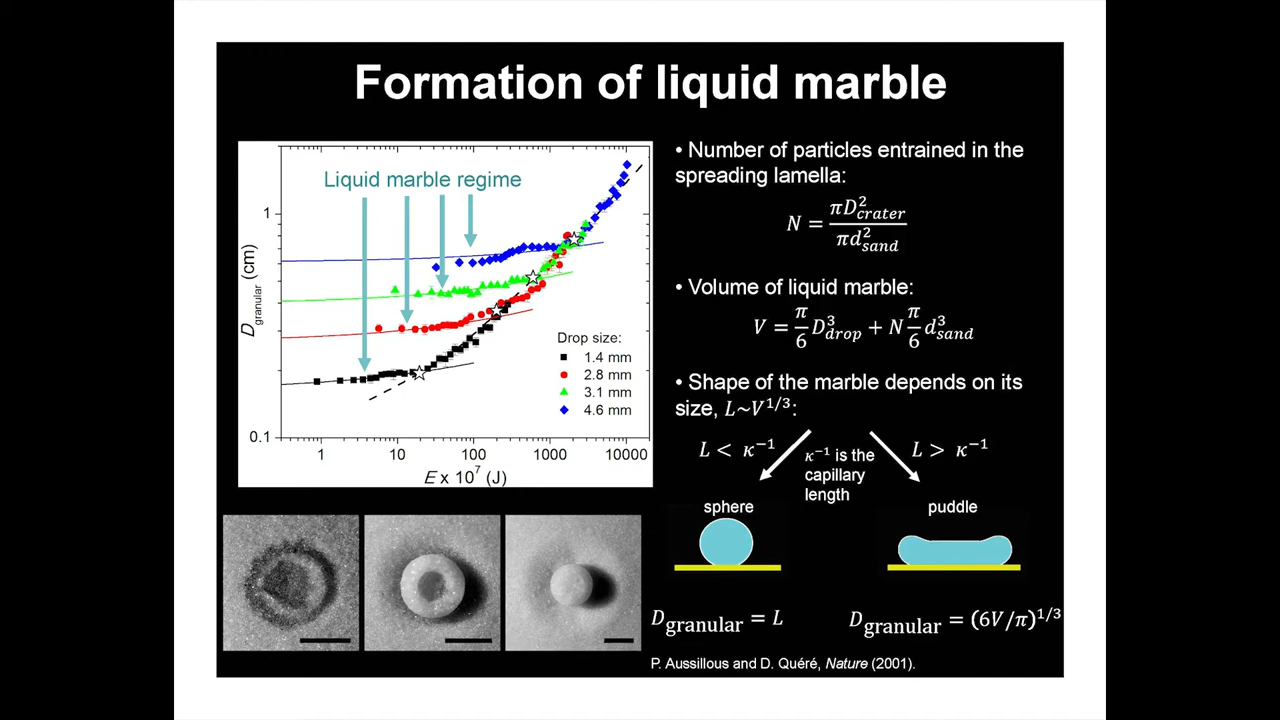 Formation of liquid marble
Liquid marble regime
D_granular (cm)
1
0.1
Drop size:
1.4 mm
2.8 mm
3.1 mm
4.6 mm
1 10 100 1000 10000
E x 10^7 (J)
• Number of particles entrained in the
spreading lamella:
N = πD²_crater / πd²_sand
• Volume of liquid marble:
V = π/6 D³_drop + N π/6 d³_sand
• Shape of the marble depends on its
size, L~V^1/3:
L < κ⁻¹
κ⁻¹ is the
capillary
length
L > κ⁻¹
sphere
puddle
D_granular = L
D_granular = (6V/π)^1/3
P. Aussillous and D. Quéré, Nature (2001).